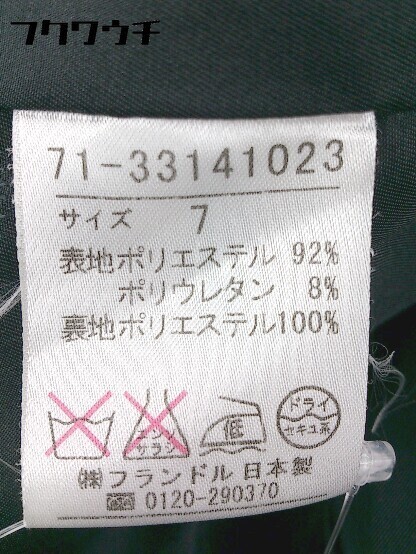 フクワウチ
71-33141023
サイズ 7
表地ポリエステル 92%
ポリウレタン 8%
裏地ポリエステル100%
エンソ
サラシ
低
ドライ
セキユ系
㈱フランドル 日本製
0120-290370